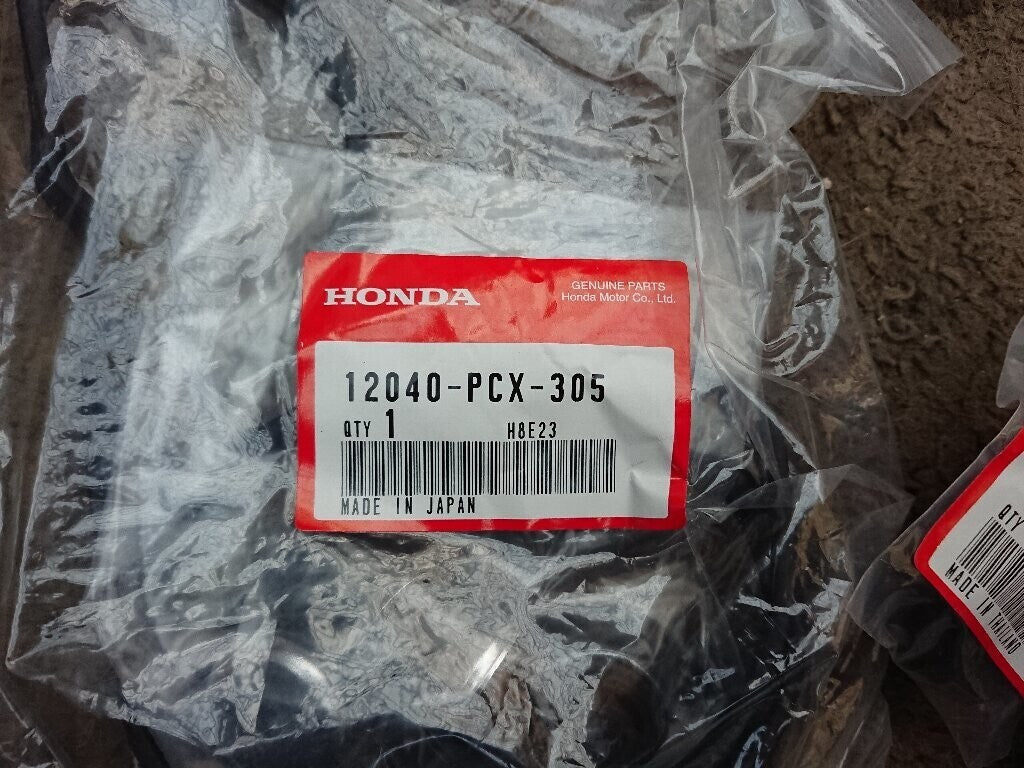 HONDA
GENUINE PARTS
Honda Motor Co., Ltd.
12040-PCX-305
QTY 1 H8E23
MADE IN JAPAN
QTY
MADE IN THAILAND